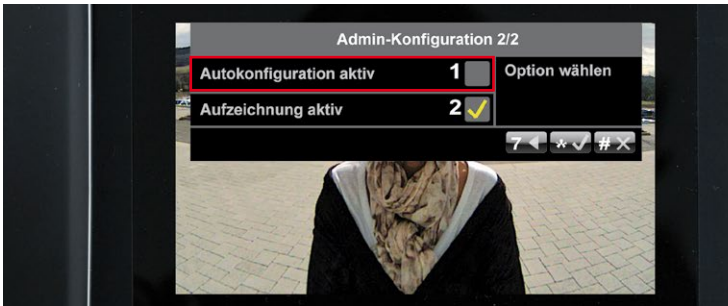 Admin-Konfiguration 2/2
Autokonfiguration aktiv 1 Option wählen
Aufzeichnung aktiv 2
7 * #